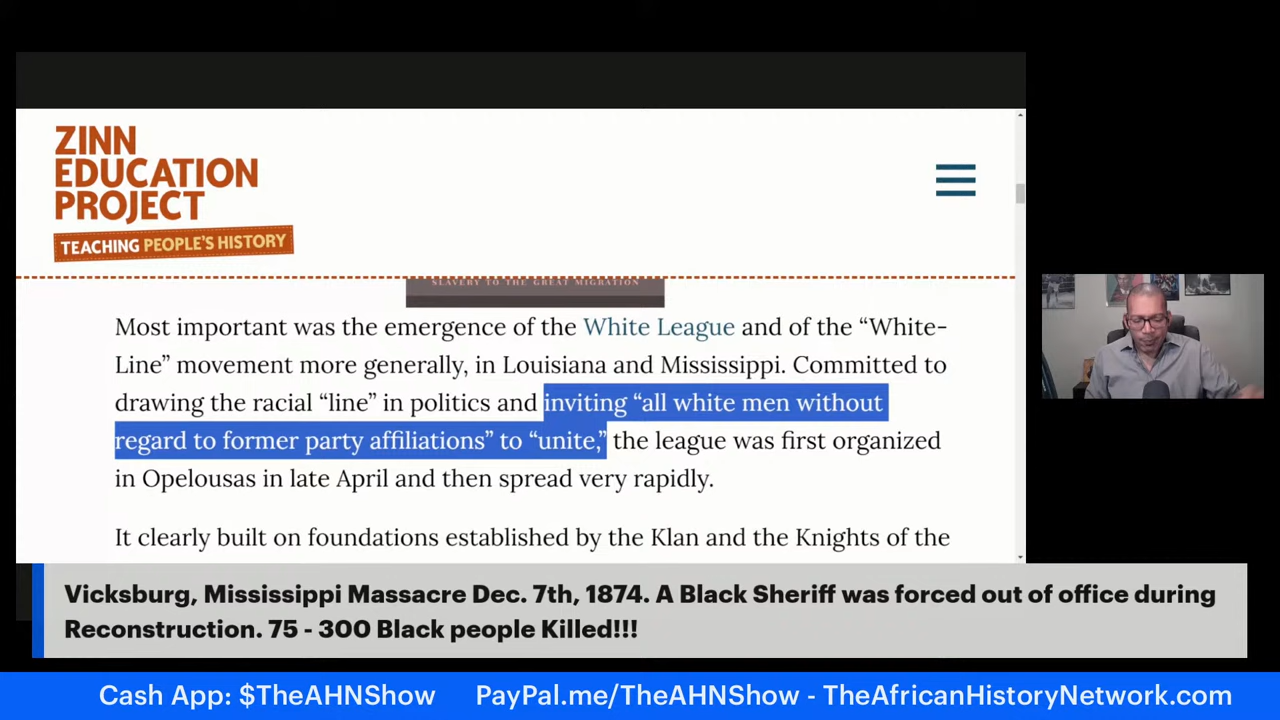 ZINN
EDUCATION
PROJECT
TEACHING PEOPLE'S HISTORY
SLAVERY TO THE GREAT MIGRATION
Most important was the emergence of the White League and of the “White-
Line” movement more generally, in Louisiana and Mississippi. Committed to
drawing the racial “line” in politics and inviting “all white men without
regard to former party affiliations” to “unite,” the league was first organized
in Opelousas in late April and then spread very rapidly.
It clearly built on foundations established by the Klan and the Knights of the
Vicksburg, Mississippi Massacre Dec. 7th, 1874. A Black Sheriff was forced out of office during
Reconstruction. 75 - 300 Black people Killed!!!
Cash App: $TheAHNShow PayPal.me/TheAHNShow - TheAfricanHistoryNetwork.com